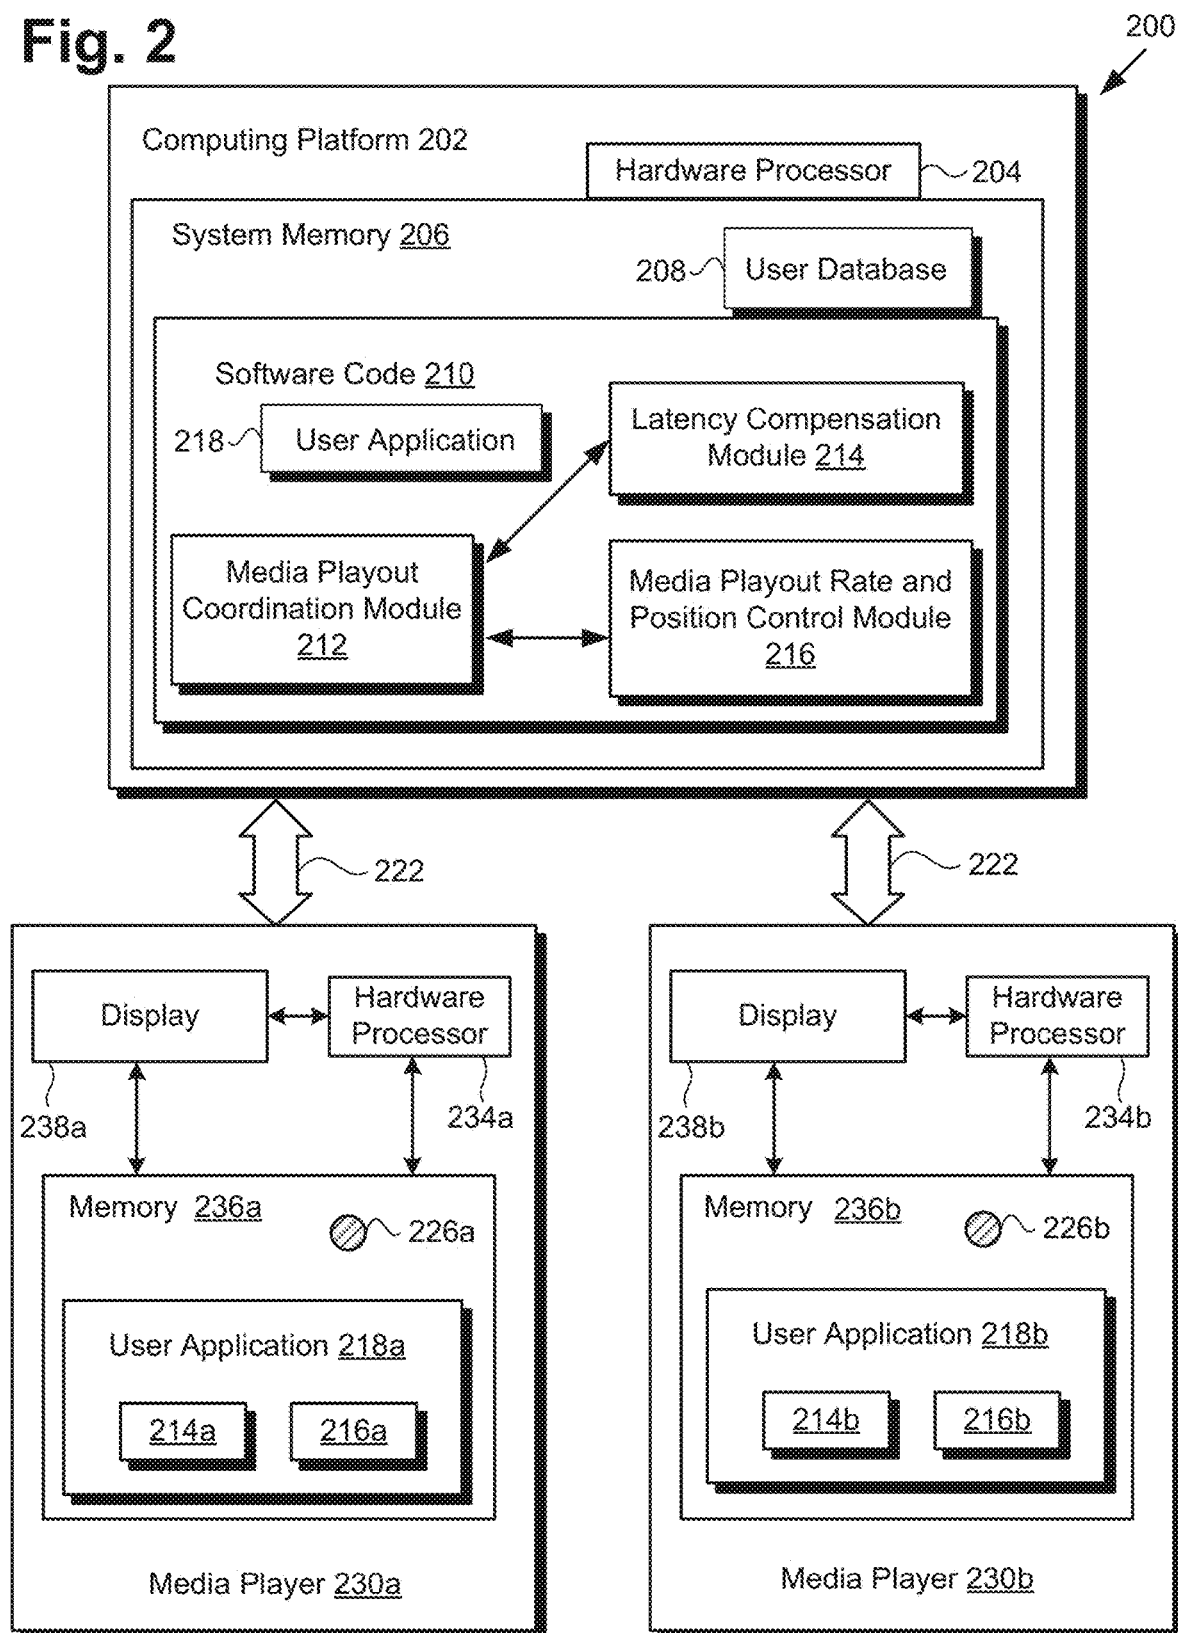 Fig. 2
200
Computing Platform 202
Hardware Processor
204
System Memory 206
208
User Database
Software Code 210
218
User Application
Latency Compensation
Module 214
Media Playout
Coordination Module
212
Media Playout Rate and
Position Control Module
216
222
222
Display
Hardware
Processor
238a
234a
Memory 236a
226a
User Application 218a
214a
216a
Media Player 230a
Display
Hardware
Processor
238b
234b
Memory 236b
226b
User Application 218b
214b
216b
Media Player 230b